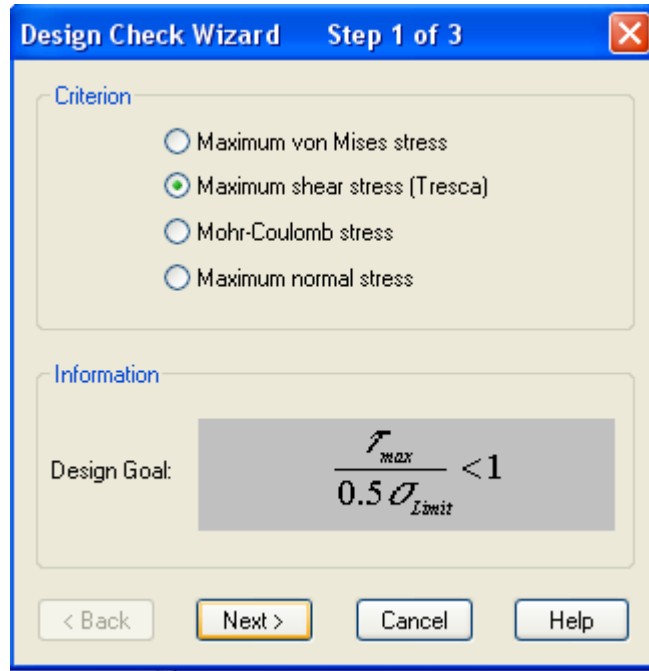 Design Check Wizard Step 1 of 3
Criterion
Maximum von Mises stress
Maximum shear stress (Tresca)
Mohr-Coulomb stress
Maximum normal stress
Information
Design Goal:
τmax
0.5 σLimit
<1
< Back Next > Cancel Help